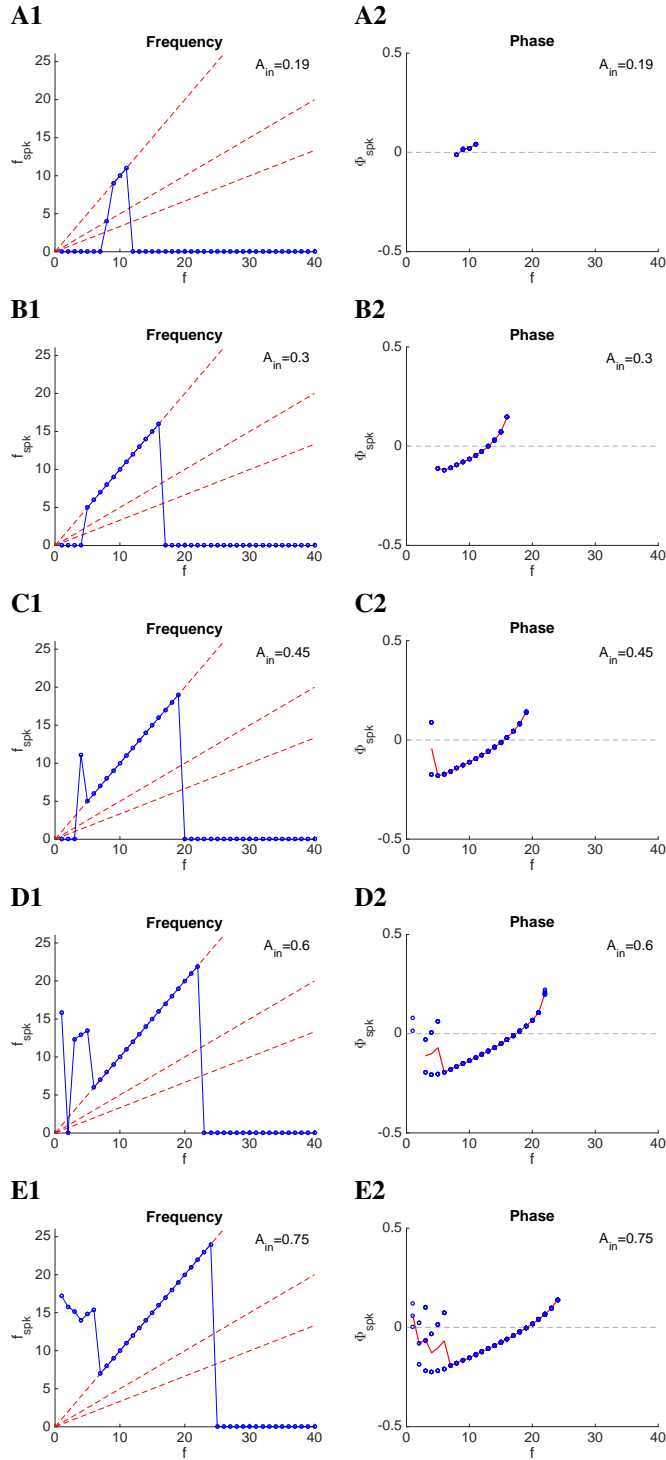 A1 A2
Frequency Phase
A_in=0.19 A_in=0.19
25
20
15
10
5
0
f_spk
0 10 20 30 40
f
0.5
0
-0.5
Φ_spk
0 10 20 30 40
f
B1 B2
Frequency Phase
A_in=0.3 A_in=0.3
25
20
15
10
5
0
f_spk
0 10 20 30 40
f
0.5
0
-0.5
Φ_spk
0 10 20 30 40
f
C1 C2
Frequency Phase
A_in=0.45 A_in=0.45
25
20
15
10
5
0
f_spk
0 10 20 30 40
f
0.5
0
-0.5
Φ_spk
0 10 20 30 40
f
D1 D2
Frequency Phase
A_in=0.6 A_in=0.6
25
20
15
10
5
0
f_spk
0 10 20 30 40
f
0.5
0
-0.5
Φ_spk
0 10 20 30 40
f
E1 E2
Frequency Phase
A_in=0.75 A_in=0.75
25
20
15
10
5
0
f_spk
0 10 20 30 40
f
0.5
0
-0.5
Φ_spk
0 10 20 30 40
f